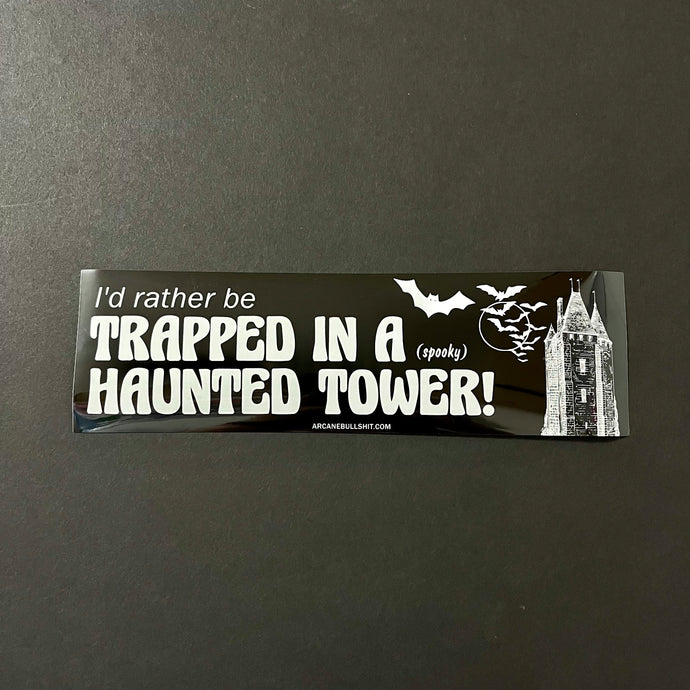 I'd rather be
TRAPPED IN A (spooky)
HAUNTED TOWER!
ARCANEBULLSHIT.COM